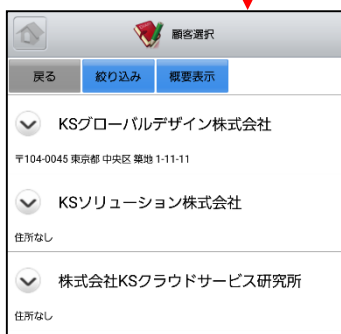 顧客選択
戻る 絞り込み 概要表示
KSグローバルデザイン株式会社
〒104-0045 東京都 中央区 築地 1-11-11
KSソリューション株式会社
住所なし
株式会社KSクラウドサービス研究所
住所なし